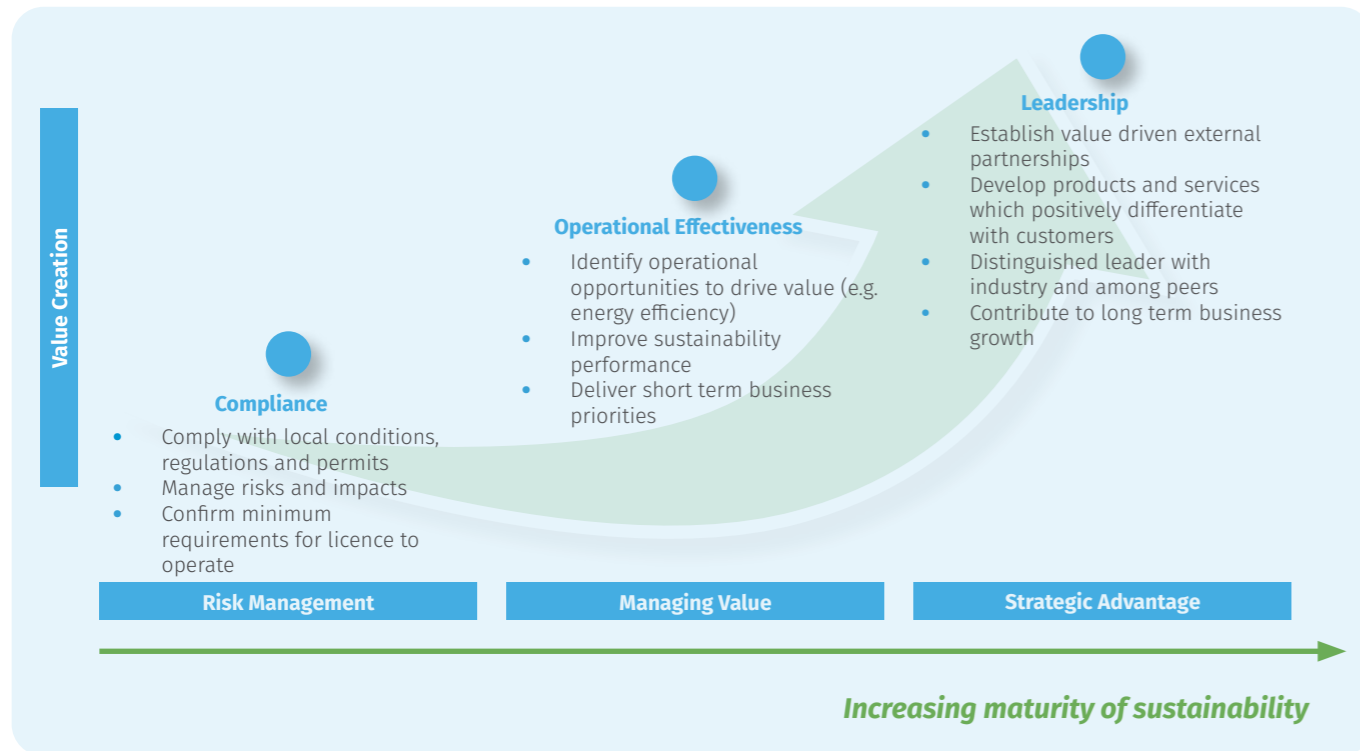 Value Creation
Leadership
• Establish value driven external
partnerships
• Develop products and services
which positively differentiate
with customers
• Distinguished leader with
industry and among peers
• Contribute to long term business
growth
Operational Effectiveness
• Identify operational
opportunities to drive value (e.g.
energy efficiency)
• Improve sustainability
performance
• Deliver short term business
priorities
Compliance
• Comply with local conditions,
regulations and permits
• Manage risks and impacts
• Confirm minimum
requirements for licence to
operate
Risk Management
Managing Value
Strategic Advantage
Increasing maturity of sustainability